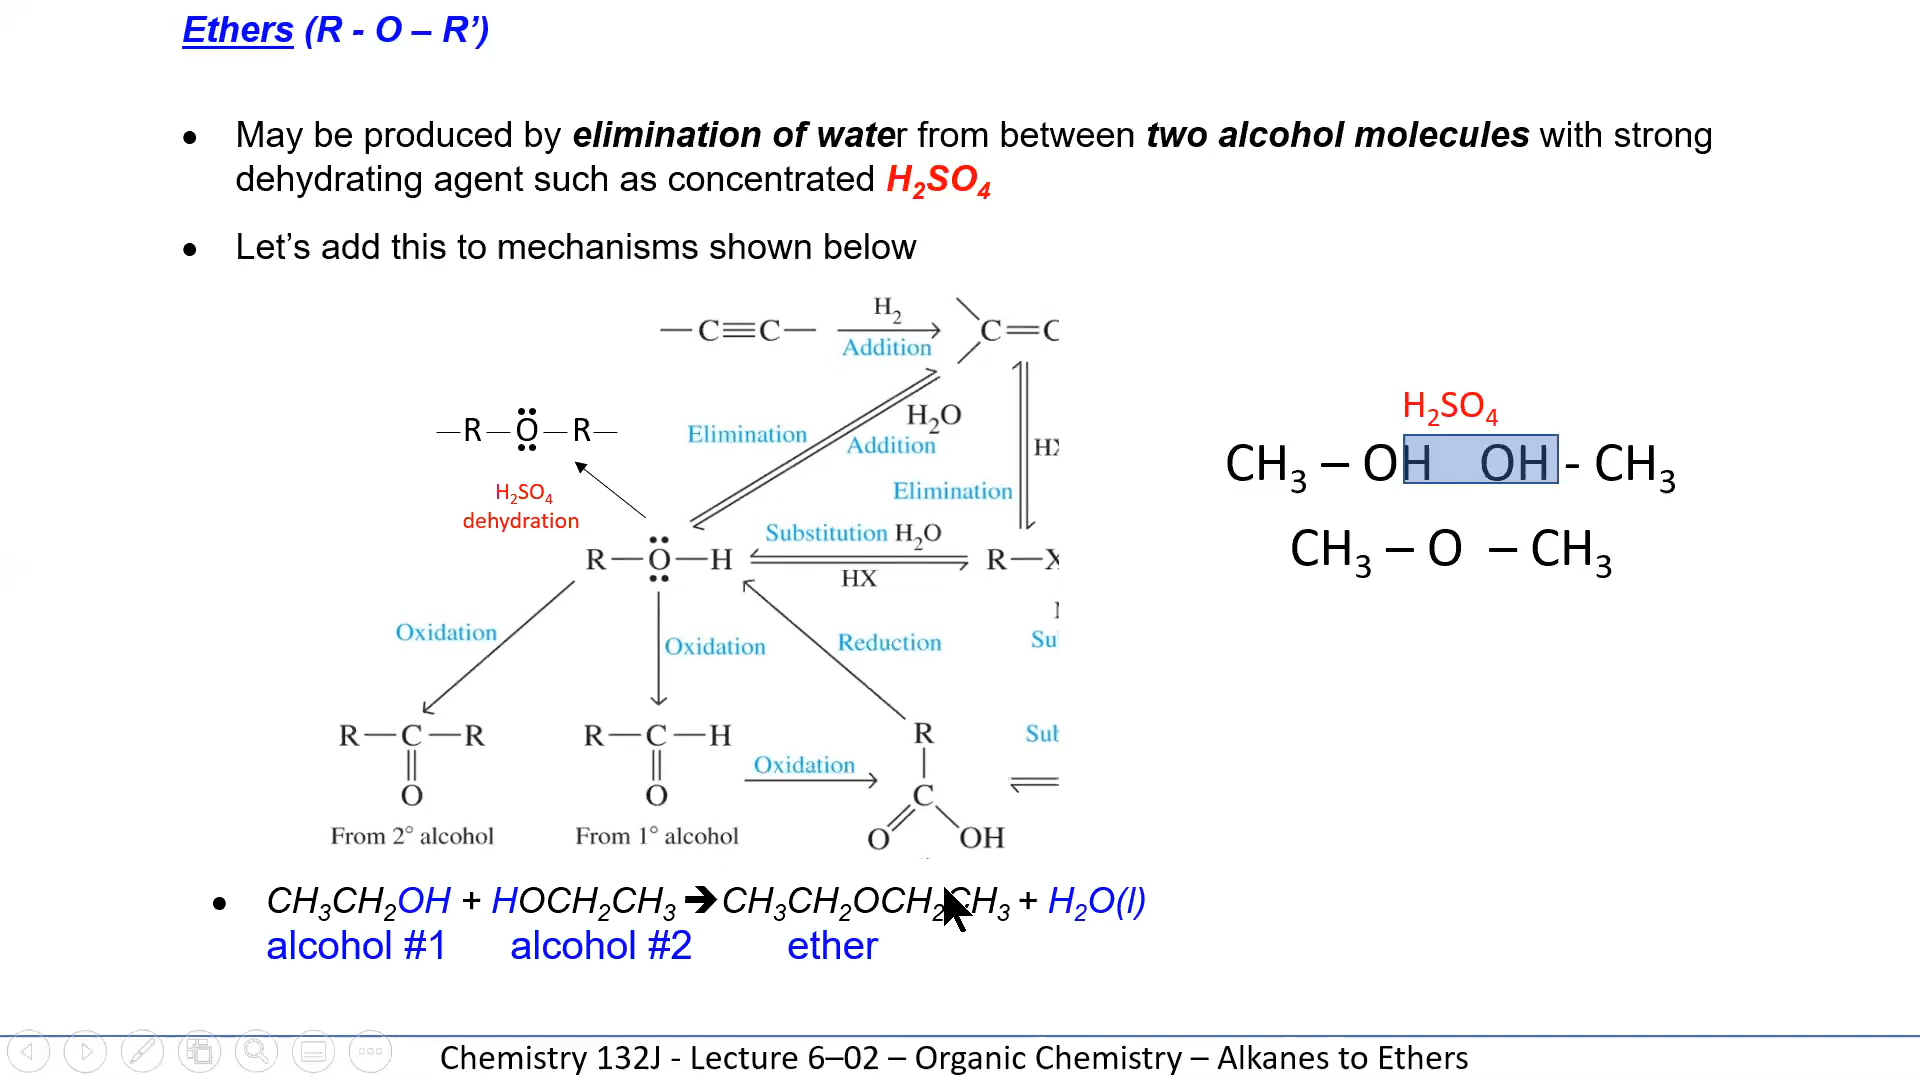 Ethers (R - O – R’)
• May be produced by elimination of water from between two alcohol molecules with strong
dehydrating agent such as concentrated H₂SO₄
• Let’s add this to mechanisms shown below
—C≡C—
H₂
Addition
C=C
—R—O—R—
H₂SO₄
dehydration
Elimination
H₂O
Addition
Elimination
HX
R—O—H
Substitution H₂O
HX
R—X
Oxidation
Oxidation
Reduction
R—C—R
O
From 2° alcohol
R—C—H
O
From 1° alcohol
Oxidation
R
C
O
OH
H₂SO₄
CH₃ – OH OH - CH₃
CH₃ – O – CH₃
• CH₃CH₂OH + HOCH₂CH₃ ➔ CH₃CH₂OCH₂CH₃ + H₂O(l)
alcohol #1 alcohol #2 ether
Chemistry 132J - Lecture 6–02 – Organic Chemistry – Alkanes to Ethers